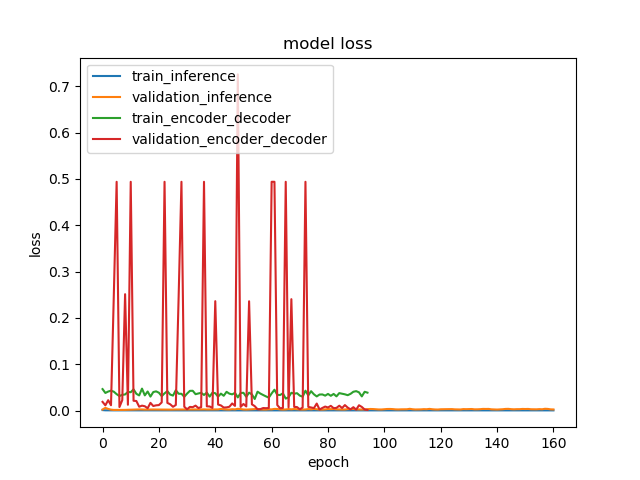 model loss
train_inference
validation_inference
train_encoder_decoder
validation_encoder_decoder
0.7
0.6
0.5
0.4
0.3
0.2
0.1
0.0
loss
0 20 40 60 80 100 120 140 160
epoch